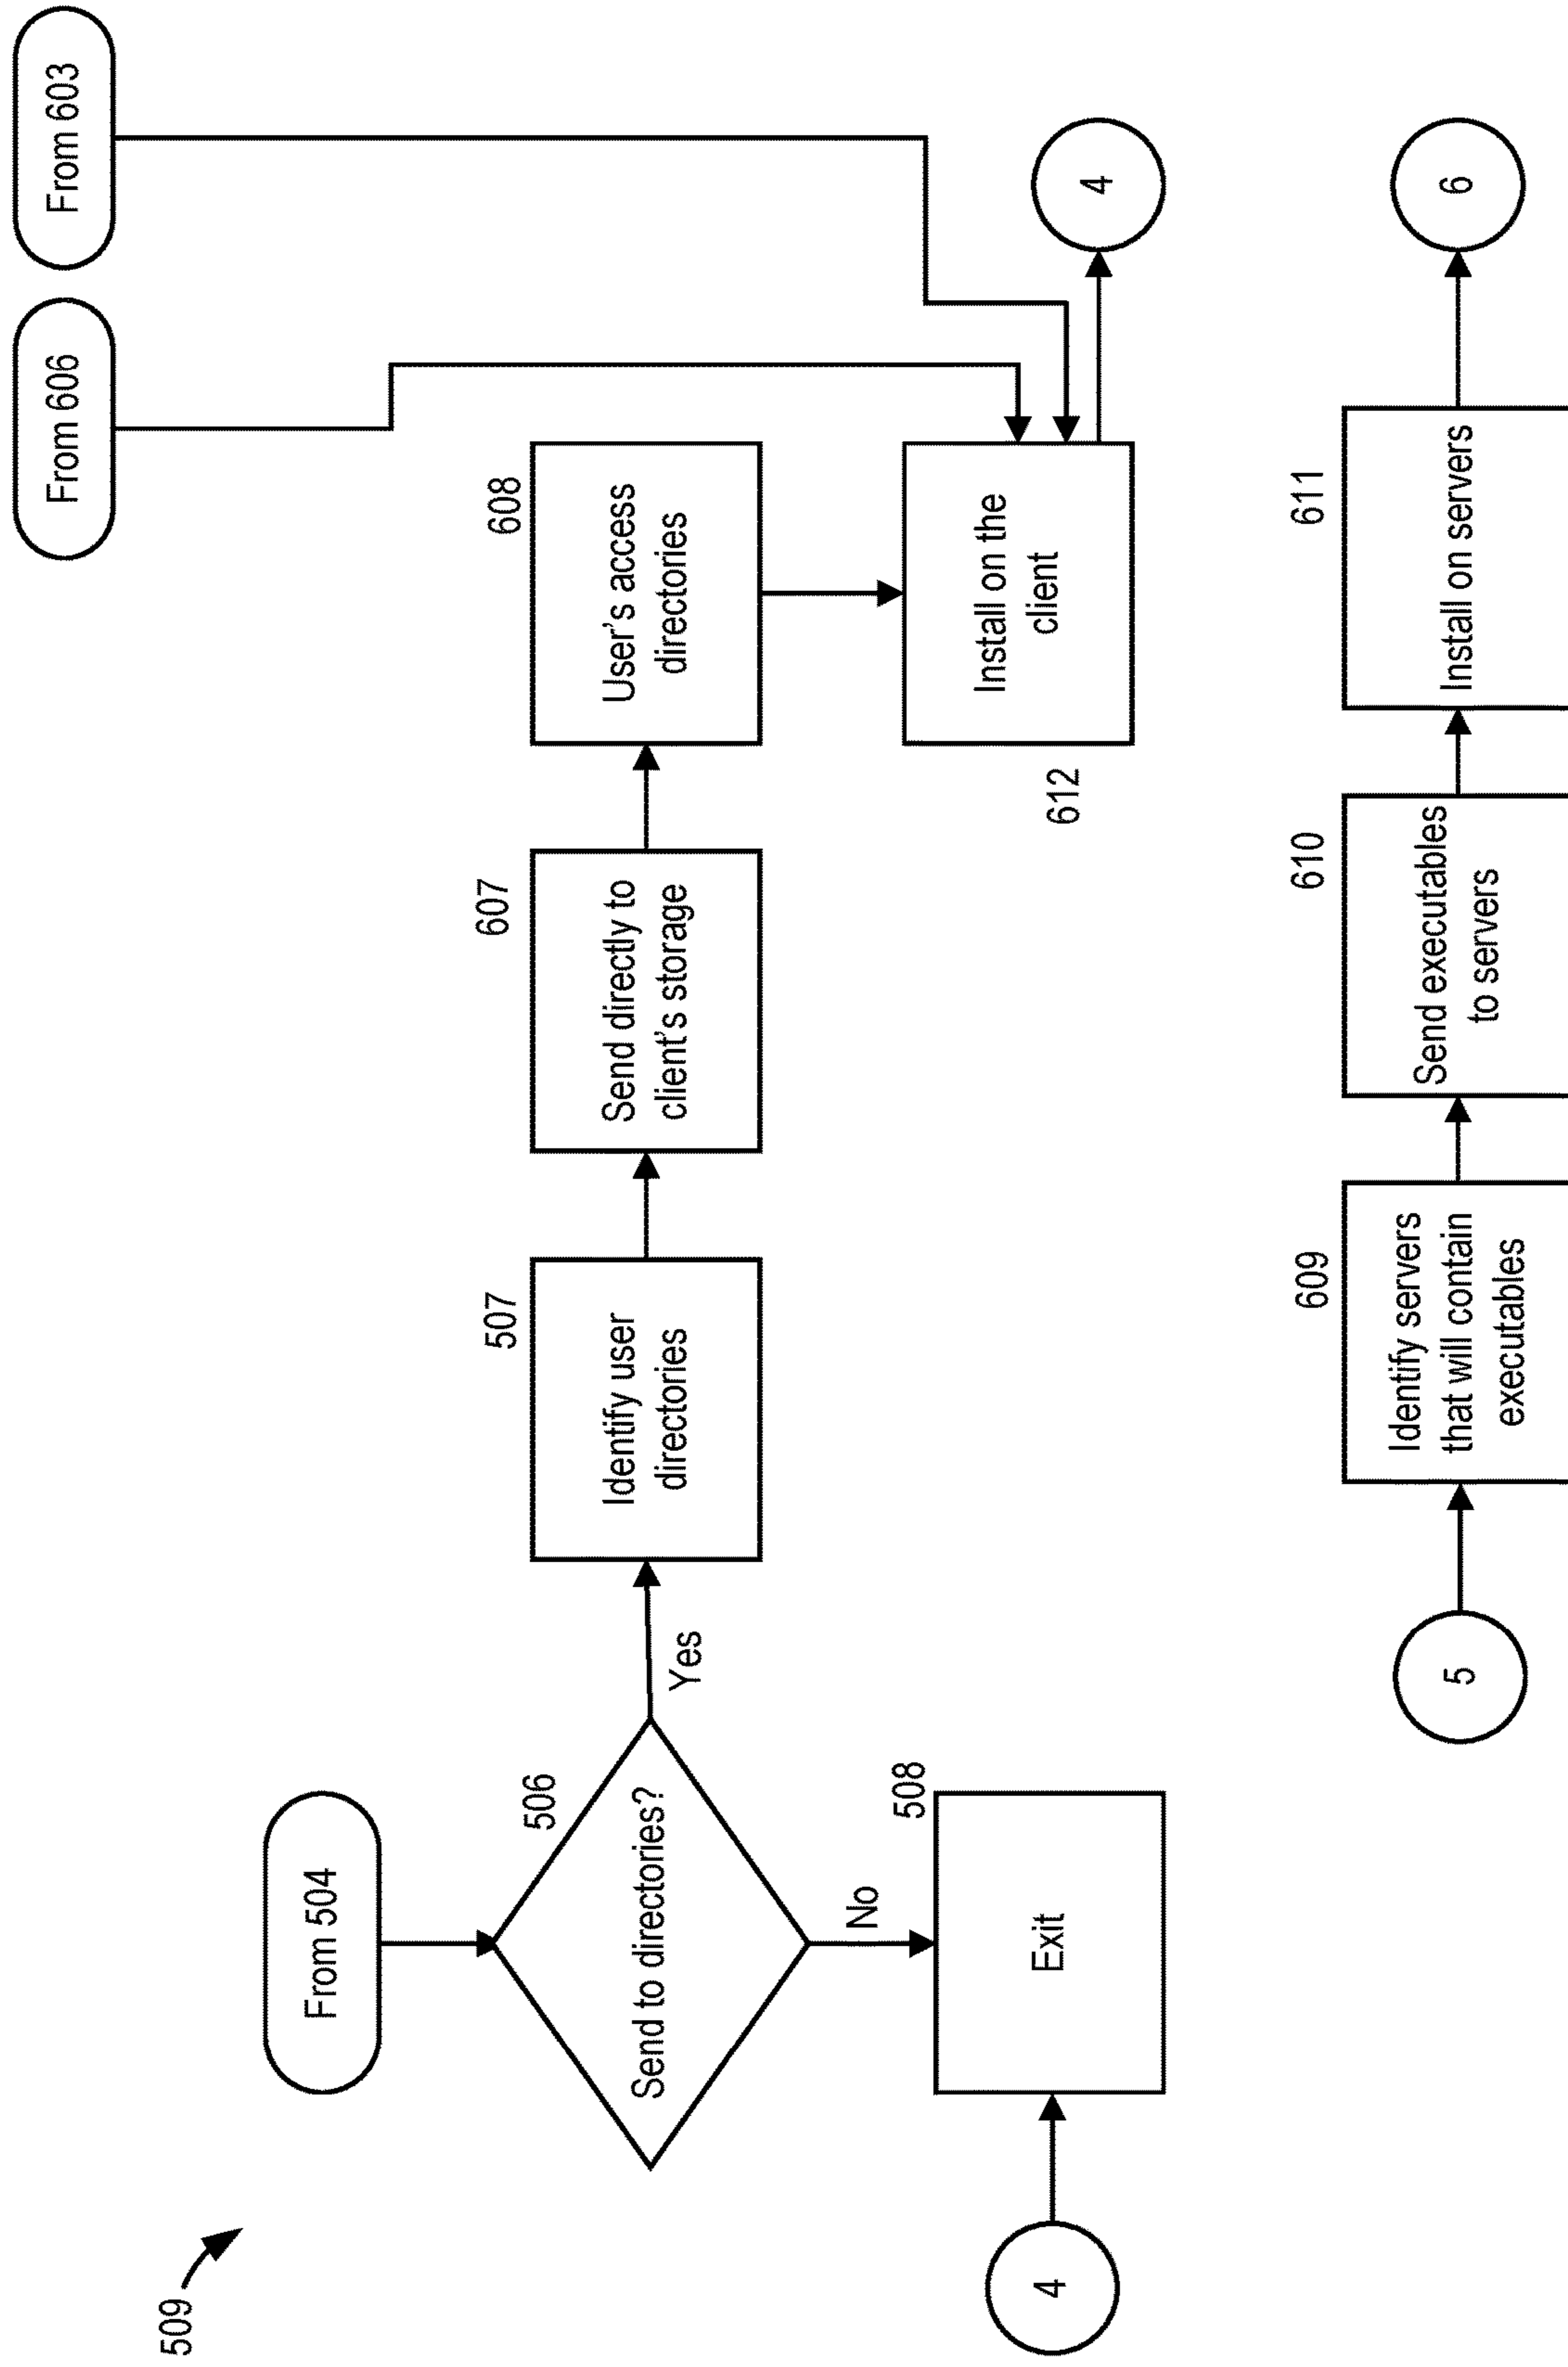 509
From 504
From 606
From 603
506
Send to directories?
Yes
No
507
Identify user
directories
607
Send directly to
client's storage
608
User's access
directories
4
508
Exit
612
Install on the
client
4
5
609
Identify servers
that will contain
executables
610
Send executables
to servers
611
Install on servers
6